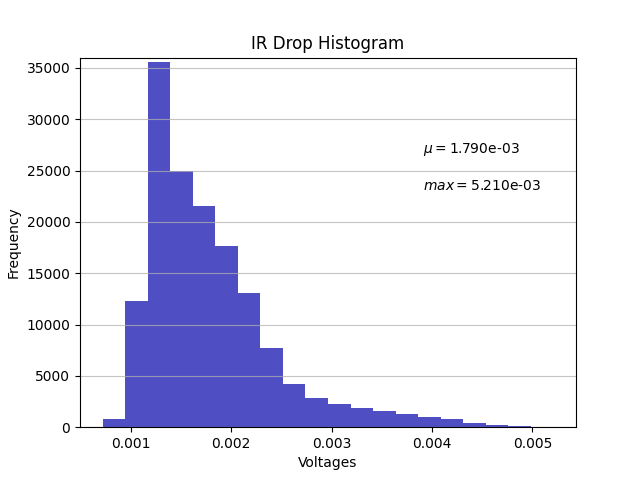 IR Drop Histogram
35000
30000
25000
20000
15000
10000
5000
0
Frequency
μ = 1.790e-03
max = 5.210e-03
0.001 0.002 0.003 0.004 0.005
Voltages